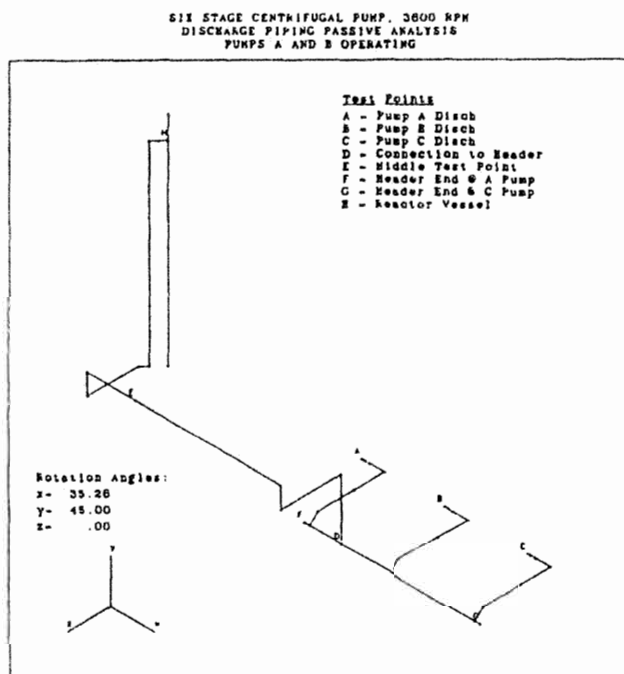 SIX STAGE CENTRIFUGAL PUMP, 3600 RPM
DISCHARGE PIPING PASSIVE ANALYSIS
PUMPS A AND B OPERATING
Test Points
A - Pump A Disch
B - Pump B Disch
C - Pump C Disch
D - Connection to Header
E - Middle Test Point
F - Header End @ A Pump
G - Header End & C Pump
H - Reactor Vessel
H
E
A
B
F
D
C
G
Rotation Angles:
x- 35.26
y- 45.00
z- .00
Y
Z
X